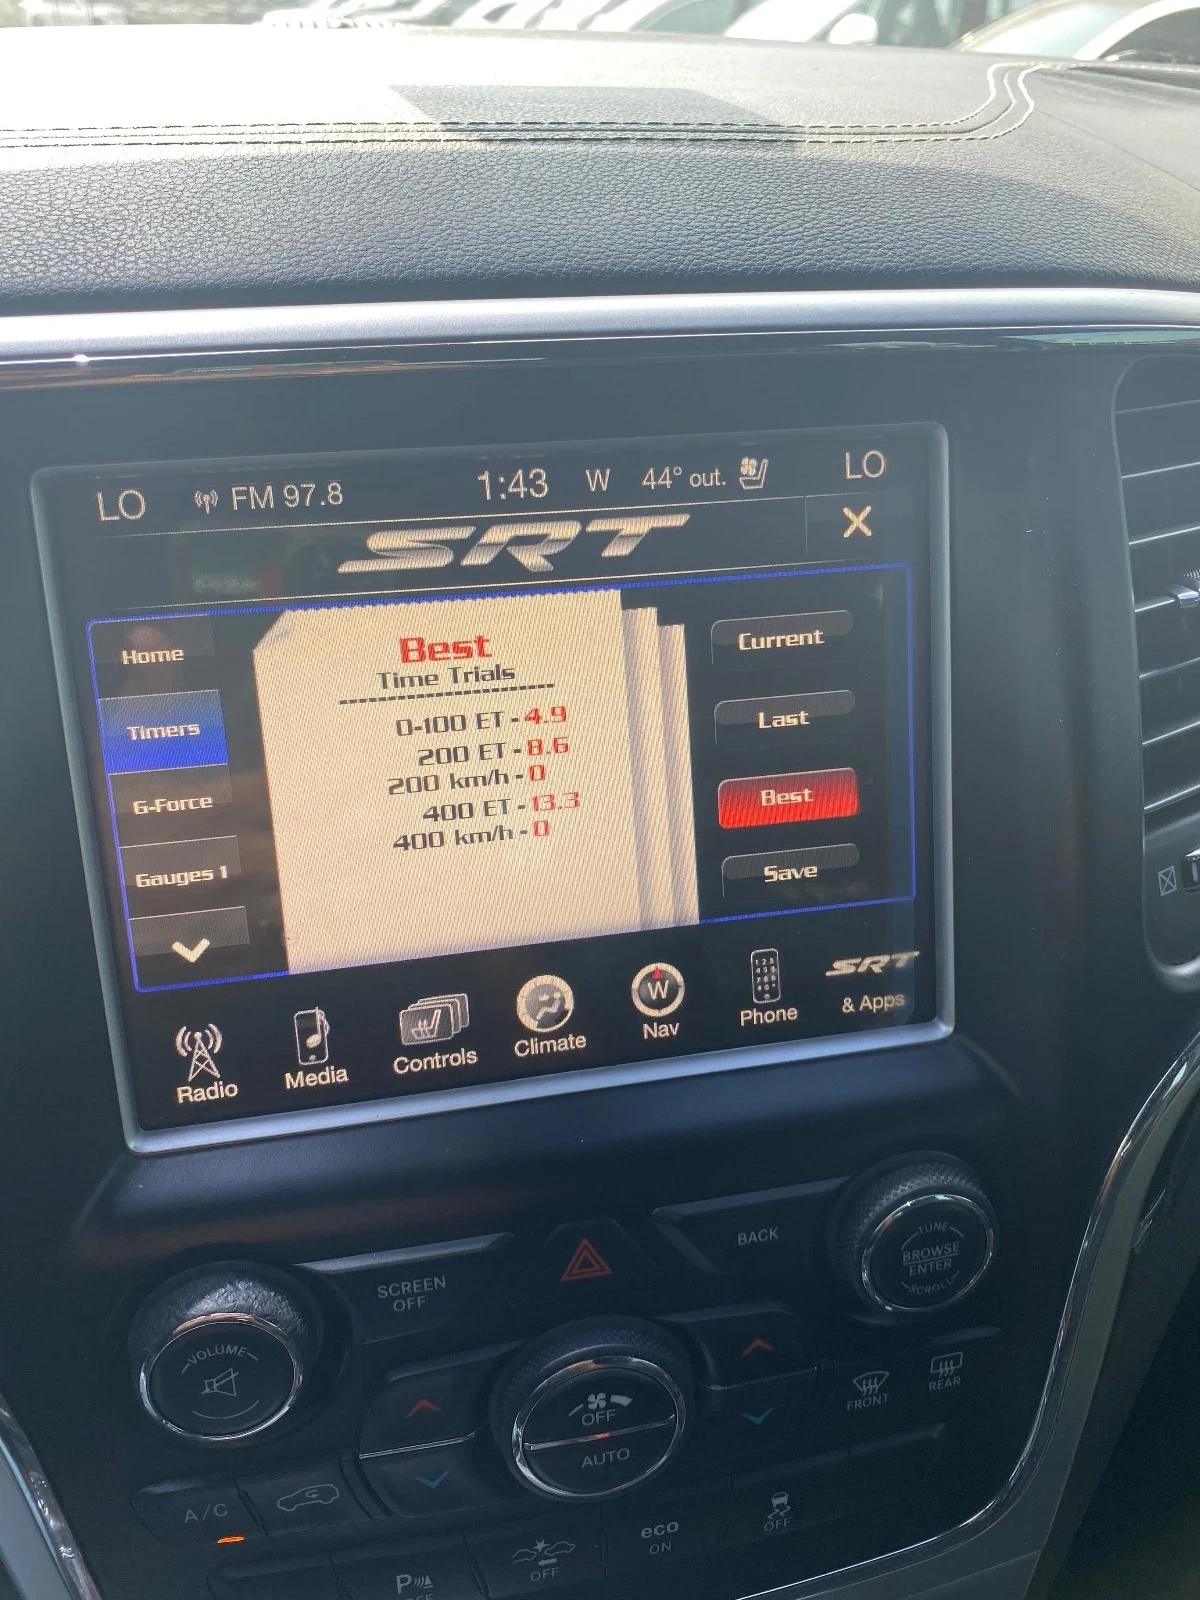 LO FM 97.8 1:43 W 44° out. LO
SRT X
Home
Timers
G-Force
Gauges 1
Best
Time Trials
0-100 ET - 4.9
200 ET - 8.6
200 km/h - 0
400 ET - 13.3
400 km/h - 0
Current
Last
Best
Save
Radio
Media
Controls
Climate
W
Nav
Phone
SRT
& Apps
SCREEN
OFF
BACK
TUNE
BROWSE
ENTER
SCROLL
VOLUME
OFF
AUTO
FRONT
REAR
A/C
OFF
eco
ON
OFF
P